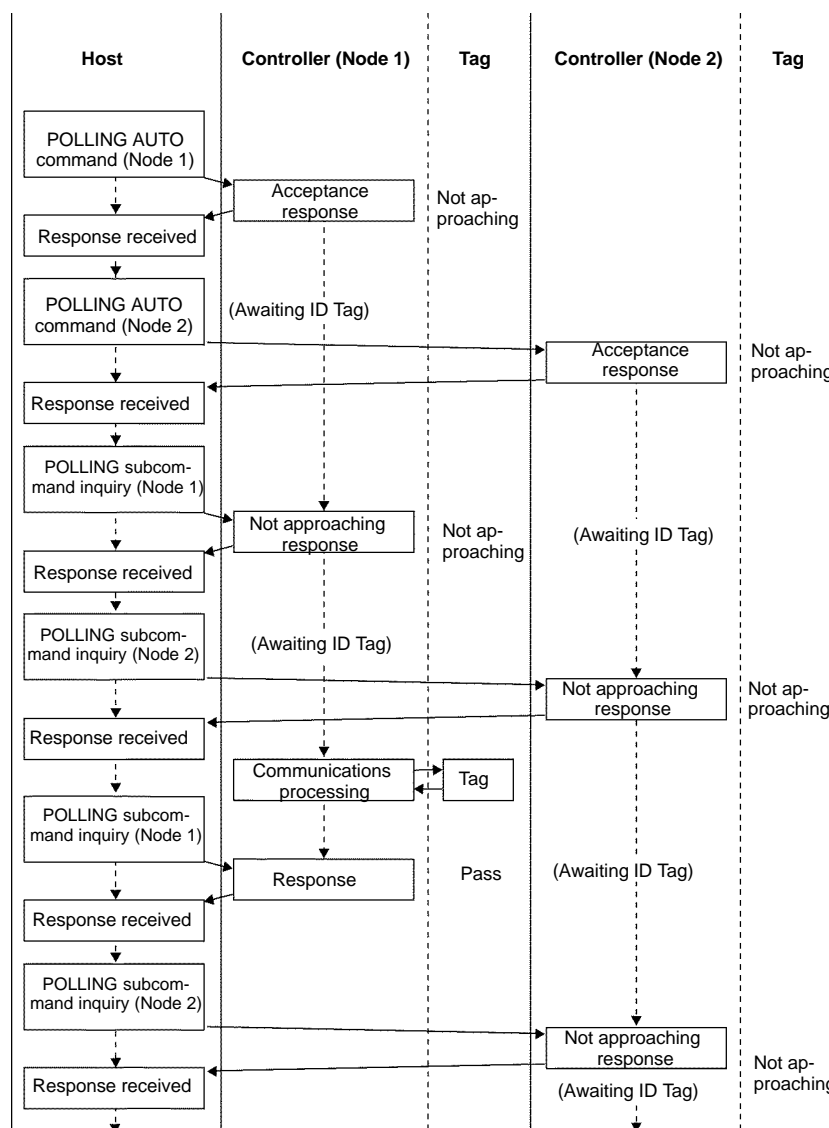 Host
Controller (Node 1)
Tag
Controller (Node 2)
Tag
POLLING AUTO
command (Node 1)
Acceptance
response
Not ap-
proaching
Response received
POLLING AUTO
command (Node 2)
(Awaiting ID Tag)
Acceptance
response
Not ap-
proaching
Response received
POLLING subcom-
mand inquiry (Node 1)
Not approaching
response
Not ap-
proaching
(Awaiting ID Tag)
Response received
POLLING subcom-
mand inquiry (Node 2)
(Awaiting ID Tag)
Not approaching
response
Not ap-
proaching
Response received
Communications
processing
Tag
POLLING subcom-
mand inquiry (Node 1)
Response
Pass
(Awaiting ID Tag)
Response received
POLLING subcom-
mand inquiry (Node 2)
Not approaching
response
Not ap-
proaching
Response received
(Awaiting ID Tag)